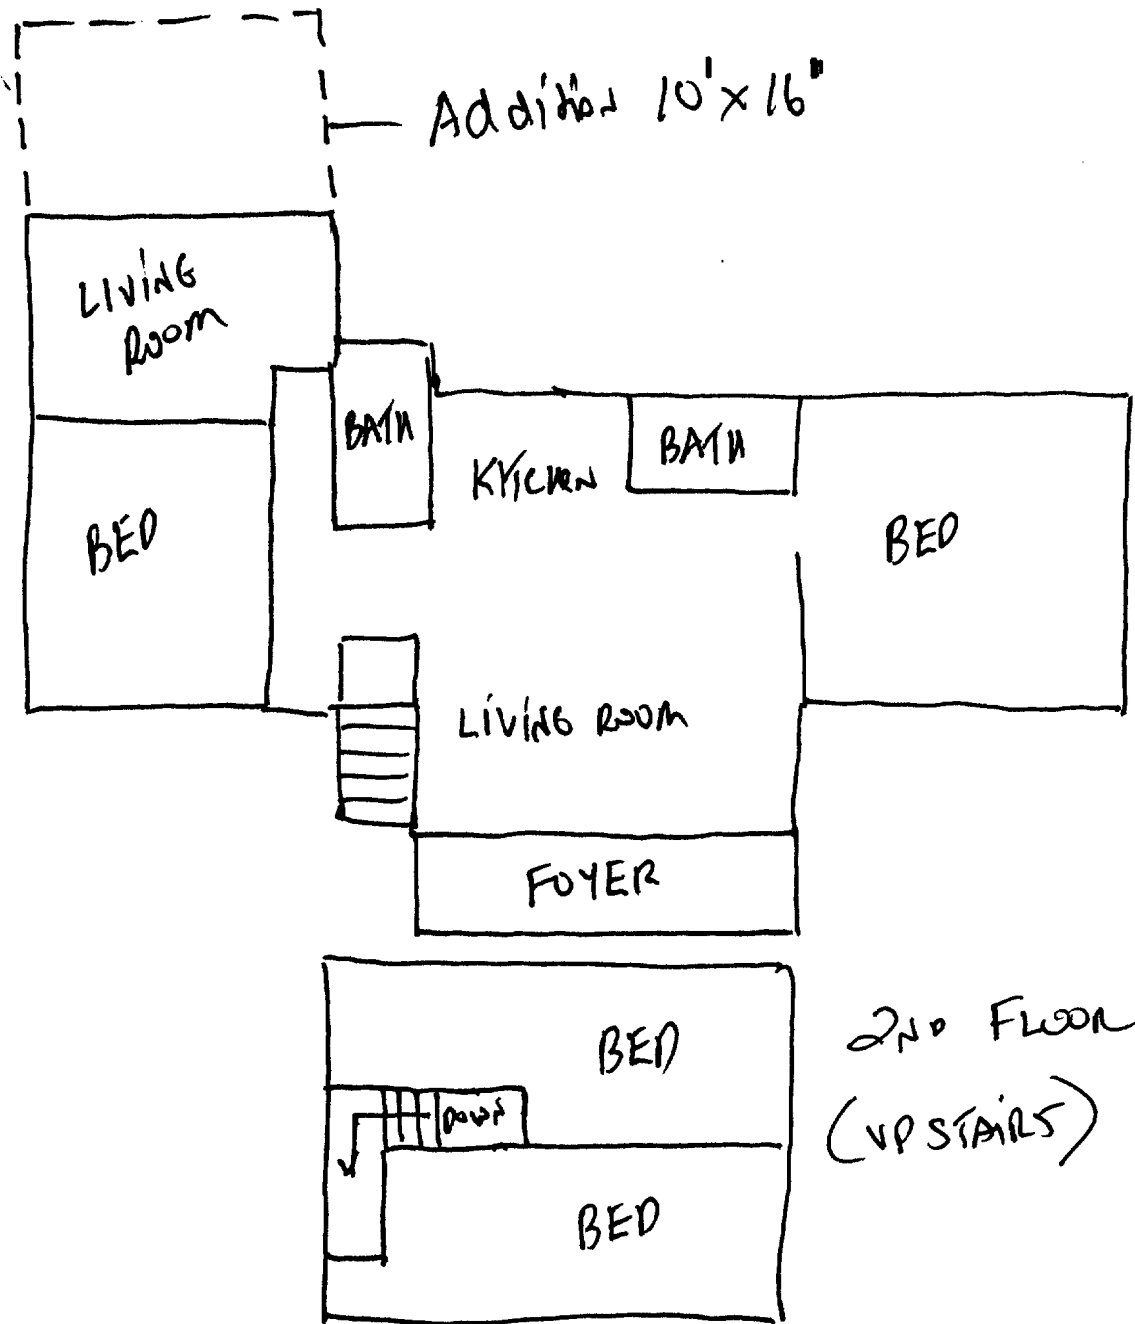 Addition 10'x16"
LIVING
ROOM
BATH
KITCHEN
BATH
BED
BED
LIVING ROOM
FOYER
BED
2ND FLOOR
DOWN
(UPSTAIRS)
BED